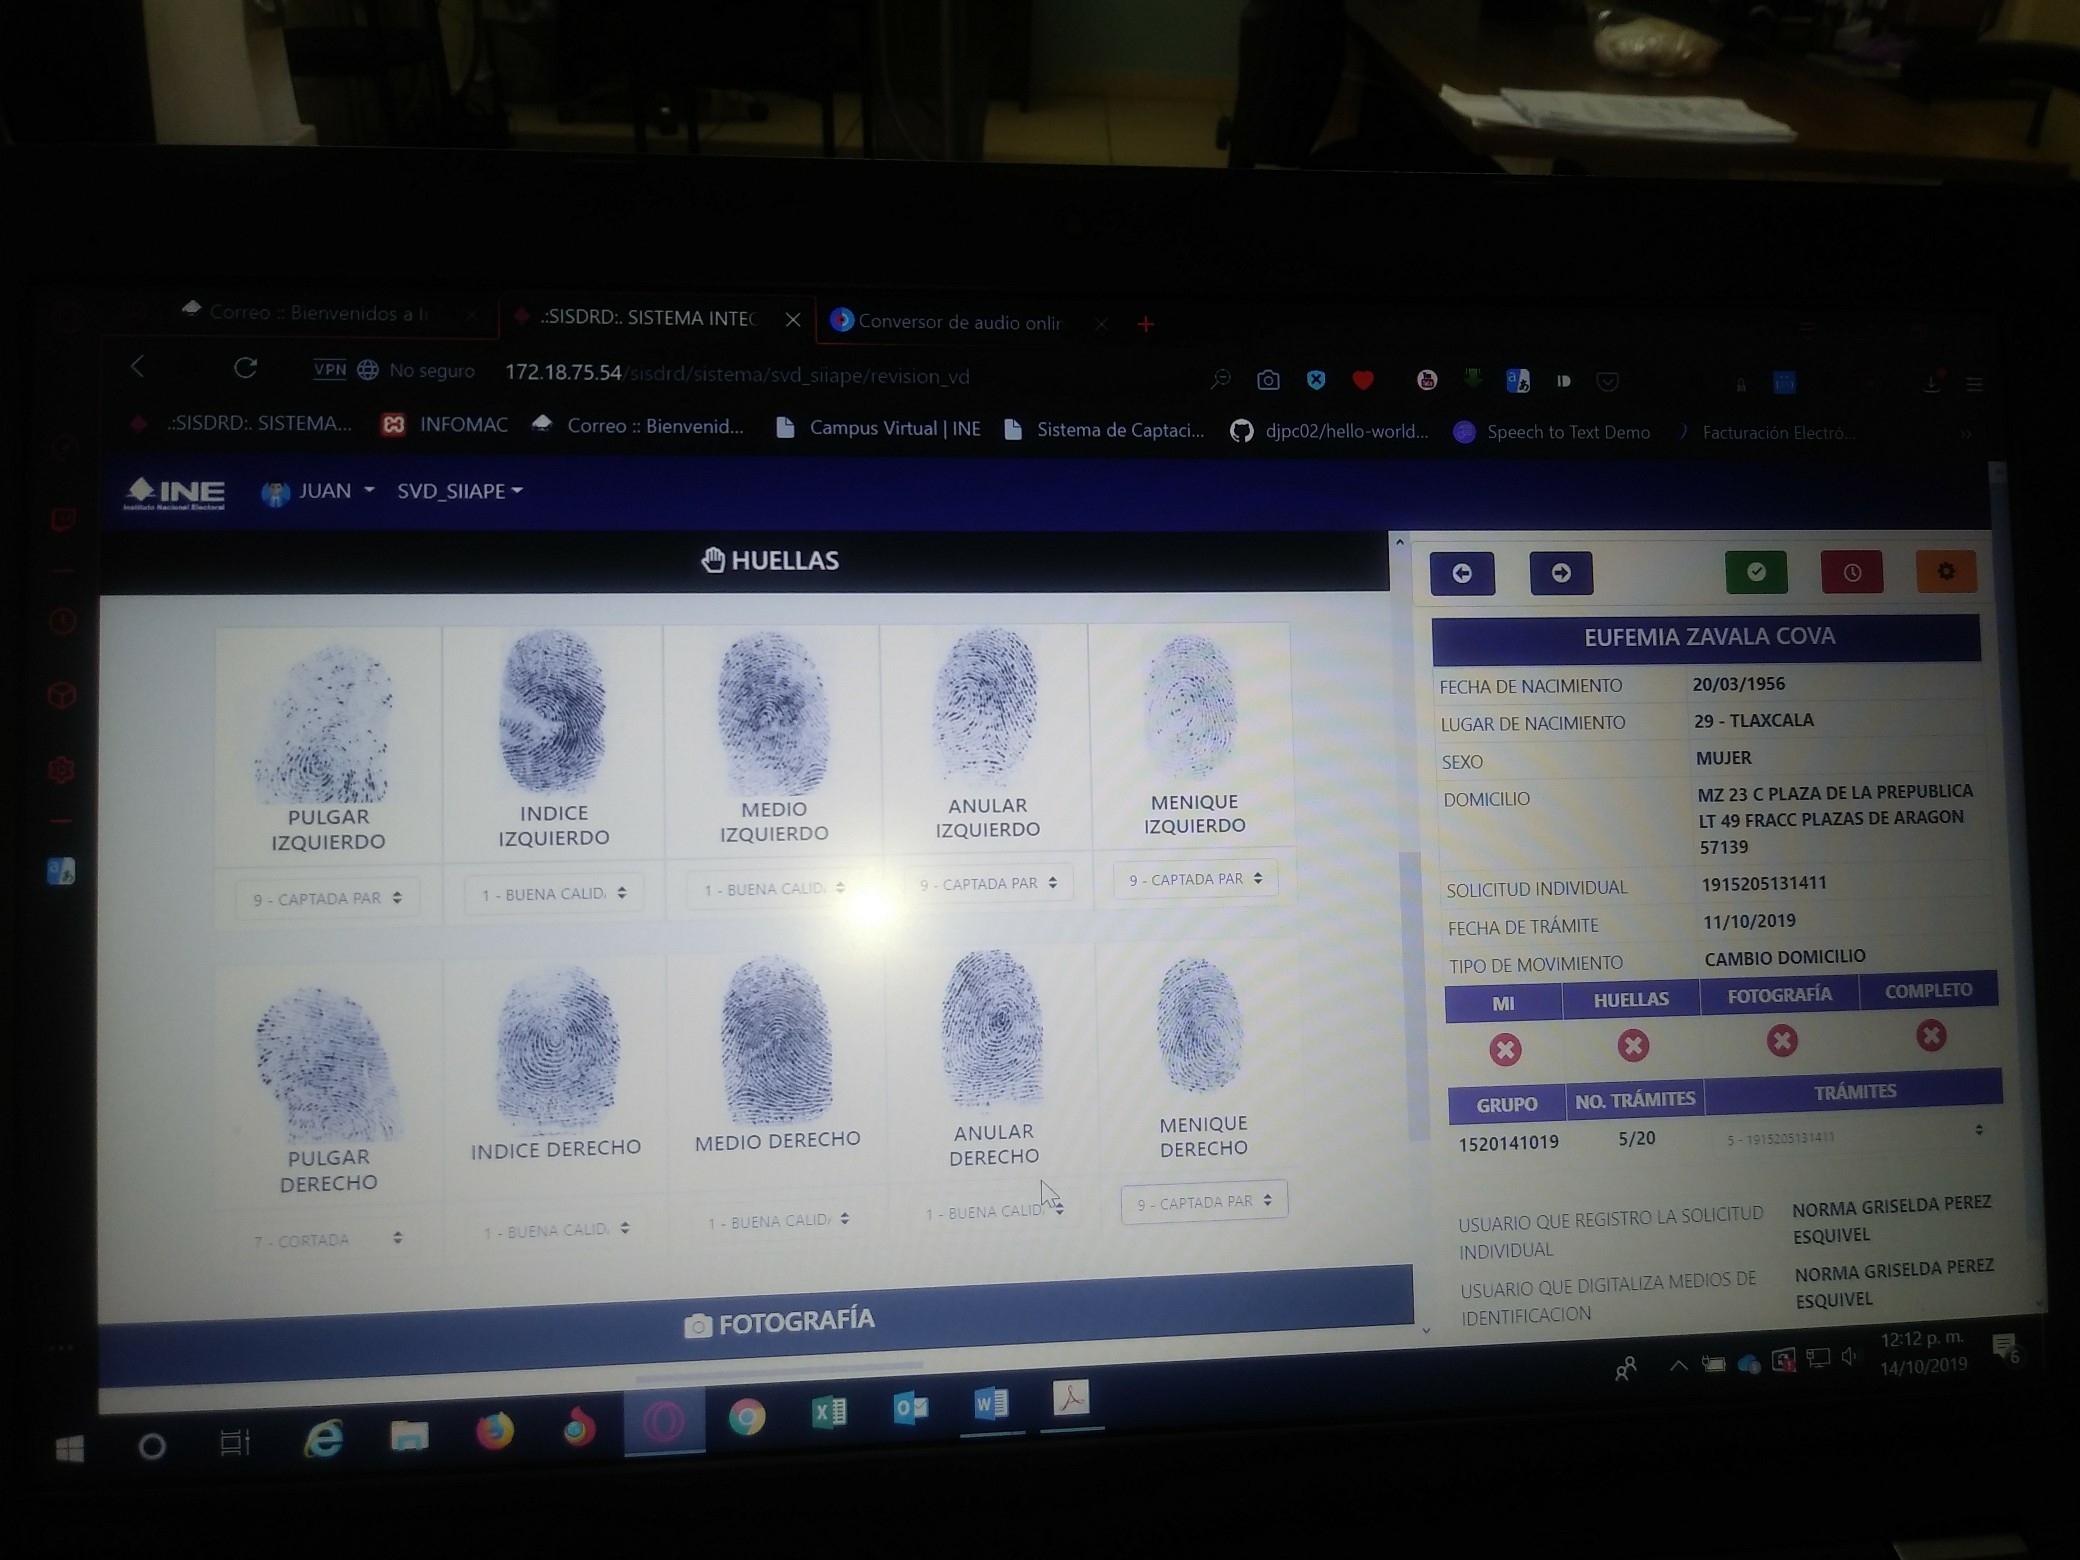 Correo :: Bienvenidos a I
.:SISDRD:. SISTEMA INTEG
Conversor de audio onlin
VPN
No seguro
172.18.75.54/sisdrd/sistema/svd_siiape/revision_vd
.:SISDRD:. SISTEMA...
INFOMAC
Correo :: Bienvenid...
Campus Virtual | INE
Sistema de Captaci...
djpc02/hello-world...
Speech to Text Demo
Facturación Electró...
INE
Instituto Nacional Electoral
JUAN
SVD_SIIAPE
HUELLAS
PULGAR
IZQUIERDO
INDICE
IZQUIERDO
MEDIO
IZQUIERDO
ANULAR
IZQUIERDO
MENIQUE
IZQUIERDO
9 - CAPTADA PAR
1 - BUENA CALID
1 - BUENA CALID
9 - CAPTADA PAR
9 - CAPTADA PAR
PULGAR
DERECHO
INDICE DERECHO
MEDIO DERECHO
ANULAR
DERECHO
MENIQUE
DERECHO
7 - CORTADA
1 - BUENA CALID
1 - BUENA CALID
1 - BUENA CALID
9 - CAPTADA PAR
FOTOGRAFÍA
EUFEMIA ZAVALA COVA
FECHA DE NACIMIENTO 20/03/1956
LUGAR DE NACIMIENTO 29 - TLAXCALA
SEXO MUJER
DOMICILIO MZ 23 C PLAZA DE LA PREPUBLICA
LT 49 FRACC PLAZAS DE ARAGON
57139
SOLICITUD INDIVIDUAL 1915205131411
FECHA DE TRÁMITE 11/10/2019
TIPO DE MOVIMIENTO CAMBIO DOMICILIO
MI HUELLAS FOTOGRAFÍA COMPLETO
GRUPO NO. TRÁMITES TRÁMITES
1520141019 5/20 5 - 1915205131411
USUARIO QUE REGISTRO LA SOLICITUD
INDIVIDUAL
NORMA GRISELDA PEREZ
ESQUIVEL
USUARIO QUE DIGITALIZA MEDIOS DE
IDENTIFICACION
NORMA GRISELDA PEREZ
ESQUIVEL
12:12 p. m.
14/10/2019
6